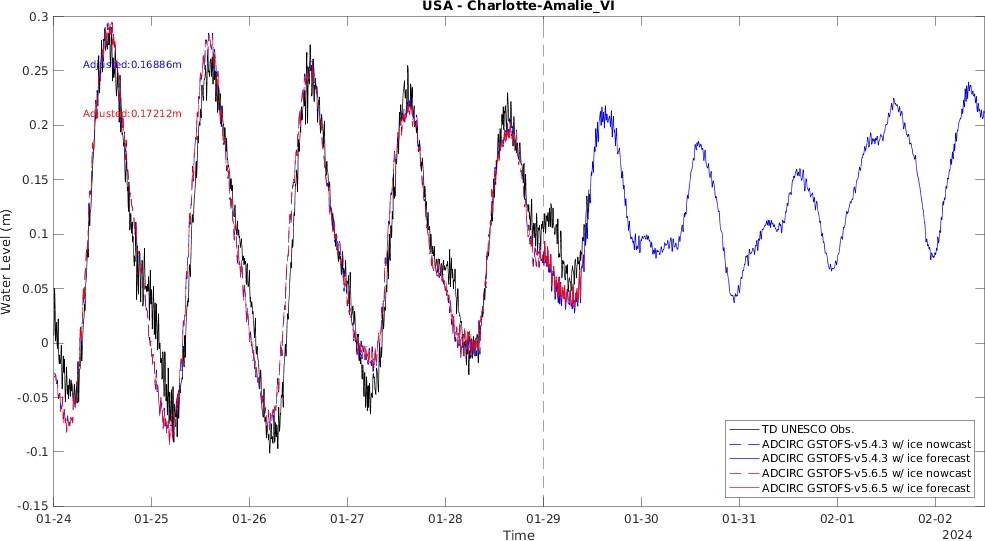 USA - Charlotte-Amalie_VI
0.3
0.25
0.2
0.15
0.1
0.05
0
-0.05
-0.1
-0.15
Water Level (m)
Adjusted:0.16886m
Adjusted:0.17212m
TD UNESCO Obs.
ADCIRC GSTOFS-v5.4.3 w/ ice nowcast
ADCIRC GSTOFS-v5.4.3 w/ ice forecast
ADCIRC GSTOFS-v5.6.5 w/ ice nowcast
ADCIRC GSTOFS-v5.6.5 w/ ice forecast
01-24 01-25 01-26 01-27 01-28 01-29 01-30 01-31 02-01 02-02
Time
2024